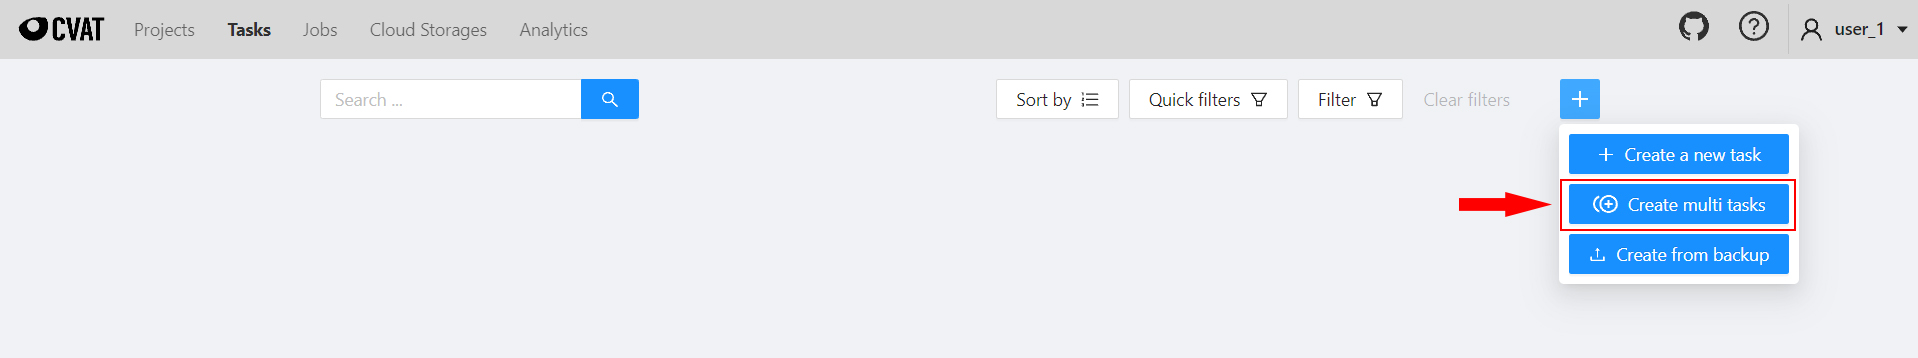 CVAT Projects Tasks Jobs Cloud Storages Analytics user_1
Search ... Sort by Quick filters Filter Clear filters
Create a new task
Create multi tasks
Create from backup